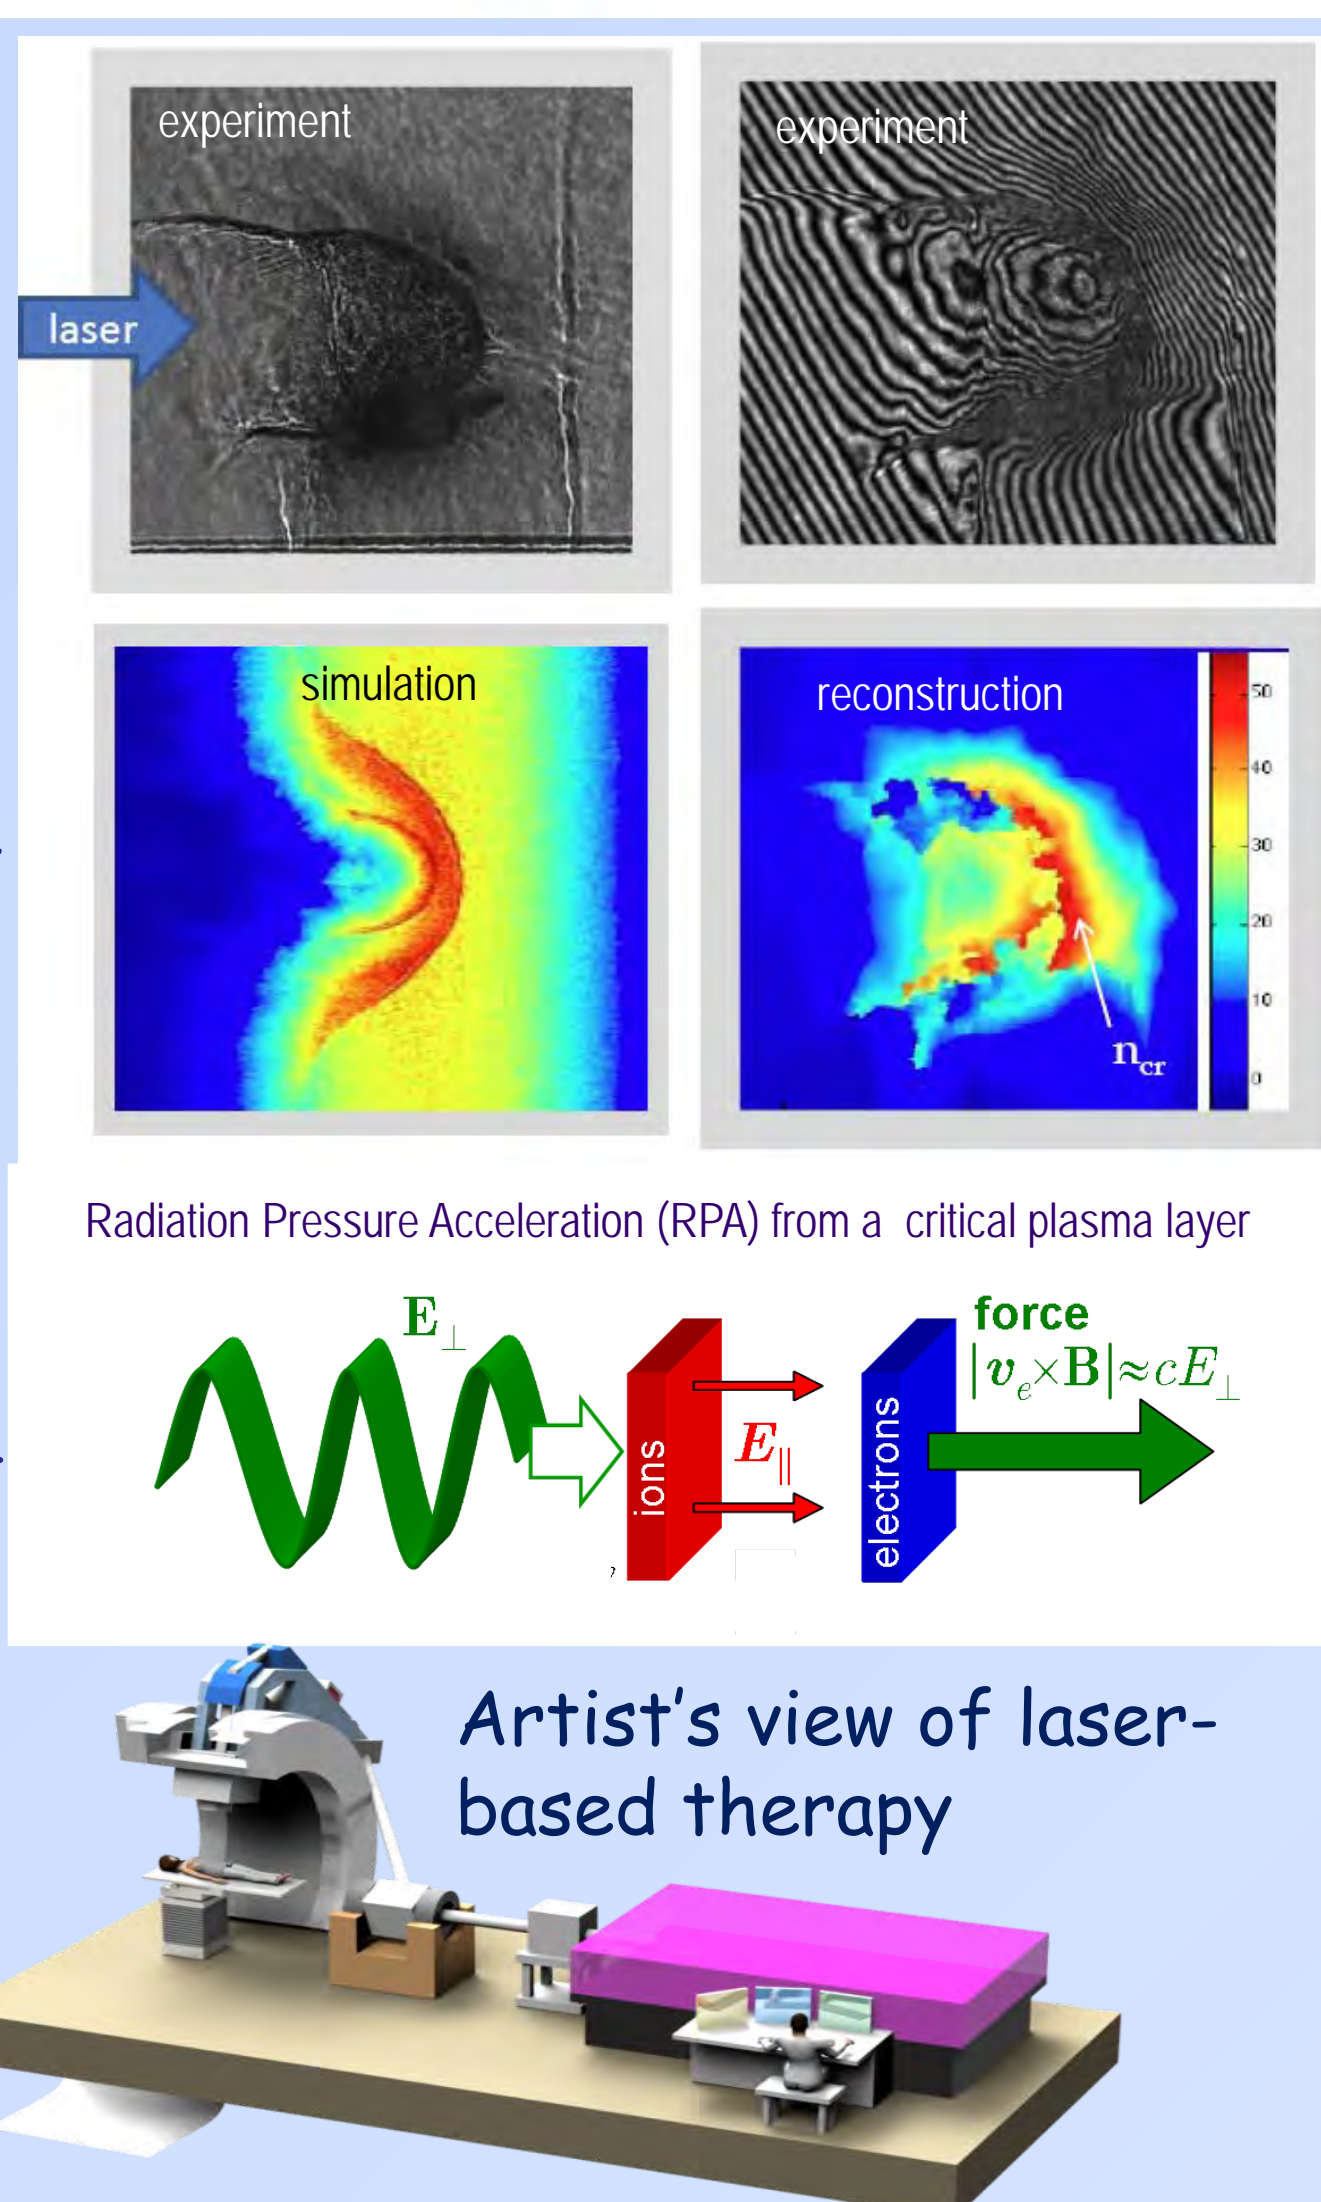 experiment
experiment
laser
simulation
reconstruction
50
40
30
20
10
0
n_cr
Radiation Pressure Acceleration (RPA) from a critical plasma layer
E⊥
force
|v_e×B|≈cE⊥
E∥
ions
electrons
Artist's view of laser-
based therapy